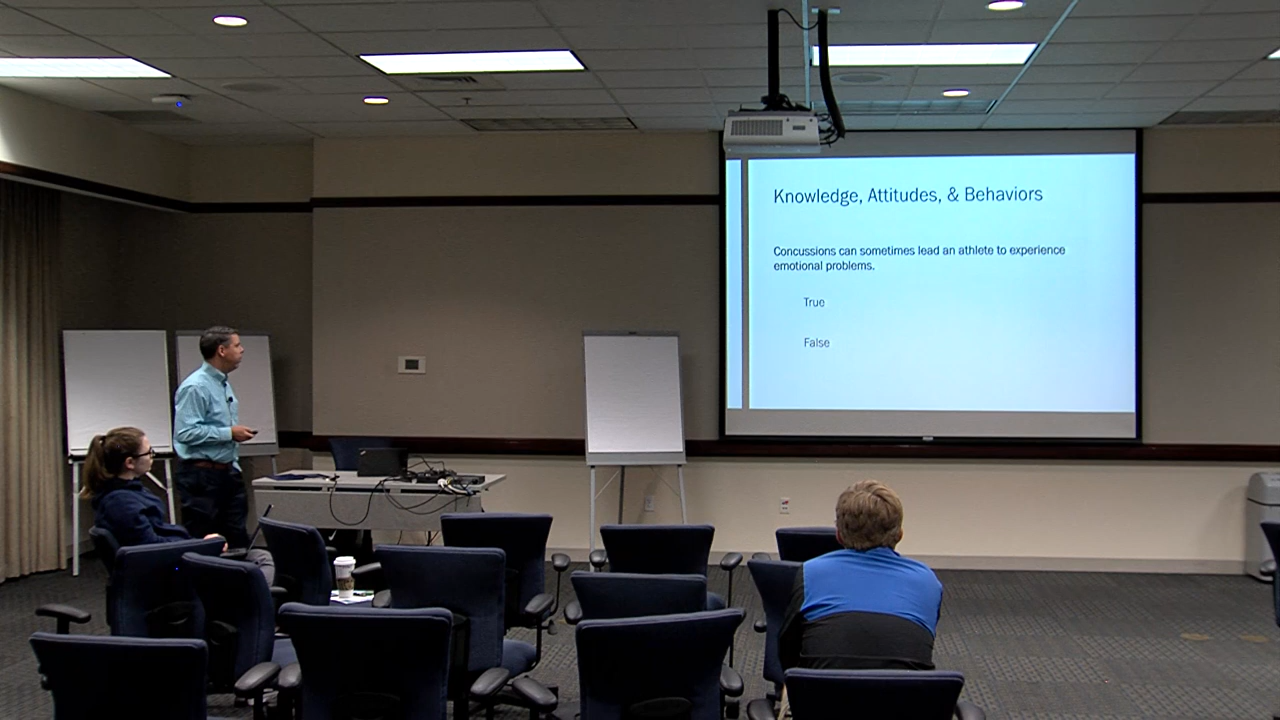 Knowledge, Attitudes, & Behaviors
Concussions can sometimes lead an athlete to experience
emotional problems.
True
False